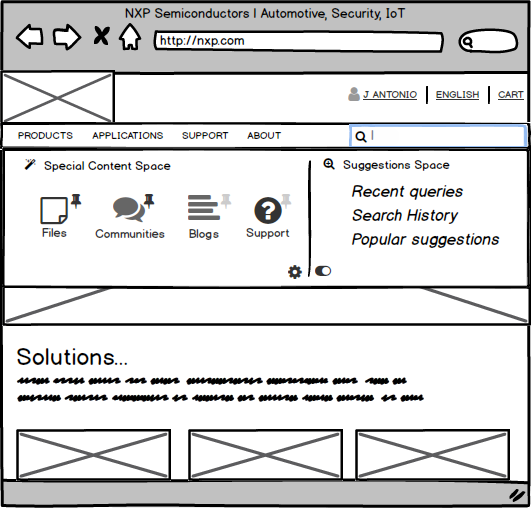 NXP Semiconductors | Automotive, Security, IoT
http://nxp.com
J ANTONIO | ENGLISH | CART
PRODUCTS APPLICATIONS SUPPORT ABOUT
Special Content Space
Suggestions Space
Recent queries
Search History
Popular suggestions
Files
Communities
Blogs
Support
Solutions...